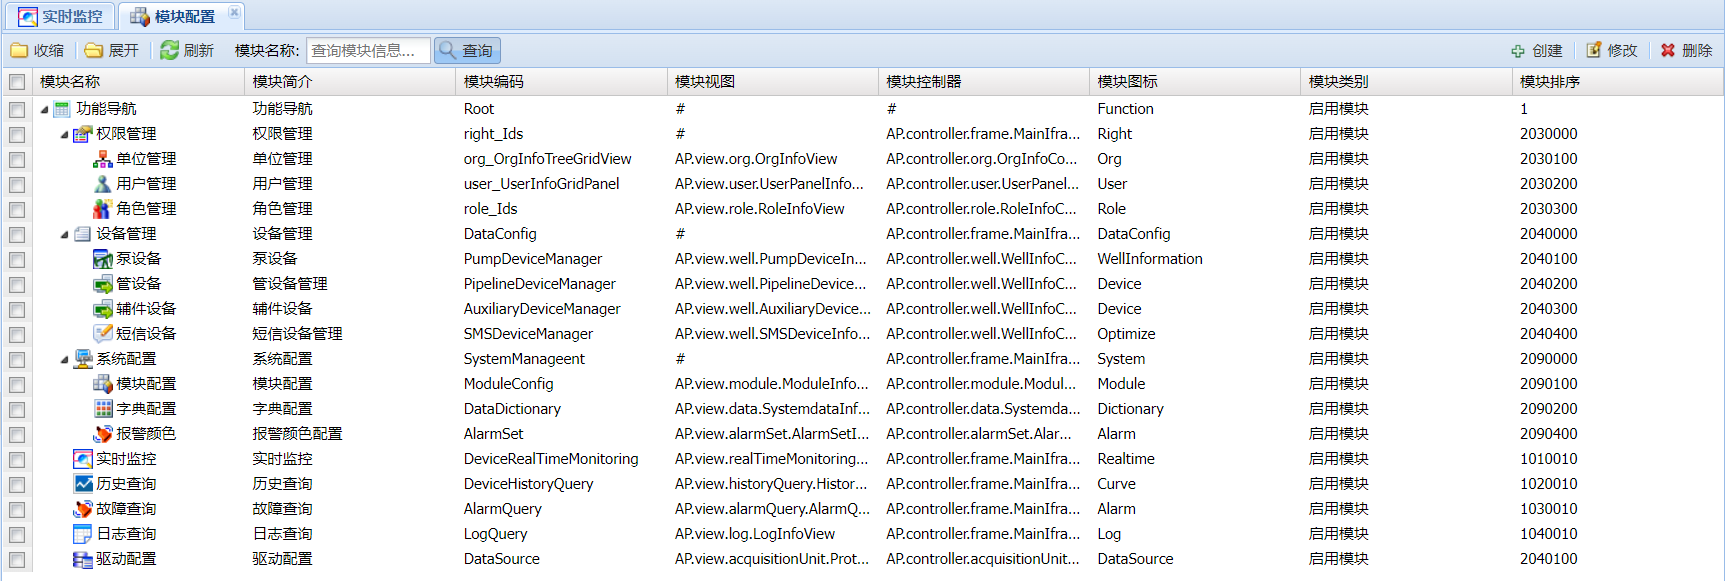 实时监控 模块配置
收缩 展开 刷新 模块名称: 查询模块信息... 查询 创建 修改 删除
模块名称 模块简介 模块编码 模块视图 模块控制器 模块图标 模块类别 模块排序
功能导航 功能导航 Root # # Function 启用模块 1
权限管理 权限管理 right_Ids # AP.controller.frame.MainIfra... Right 启用模块 2030000
单位管理 单位管理 org_OrgInfoTreeGridView AP.view.org.OrgInfoView AP.controller.org.OrgInfoCo... Org 启用模块 2030100
用户管理 用户管理 user_UserInfoGridPanel AP.view.user.UserPanelInfo... AP.controller.user.UserPanel... User 启用模块 2030200
角色管理 角色管理 role_Ids AP.view.role.RoleInfoView AP.controller.role.RoleInfoC... Role 启用模块 2030300
设备管理 设备管理 DataConfig # AP.controller.frame.MainIfra... DataConfig 启用模块 2040000
泵设备 泵设备 PumpDeviceManager AP.view.well.PumpDeviceIn... AP.controller.well.WellInfoC... WellInformation 启用模块 2040100
管设备 管设备管理 PipelineDeviceManager AP.view.well.PipelineDevice... AP.controller.well.WellInfoC... Device 启用模块 2040200
辅件设备 辅件设备 AuxiliaryDeviceManager AP.view.well.AuxiliaryDevice... AP.controller.well.WellInfoC... Device 启用模块 2040300
短信设备 短信设备管理 SMSDeviceManager AP.view.well.SMSDeviceInfo... AP.controller.well.WellInfoC... Optimize 启用模块 2040400
系统配置 系统配置 SystemManageent # AP.controller.frame.MainIfra... System 启用模块 2090000
模块配置 模块配置 ModuleConfig AP.view.module.ModuleInfo... AP.controller.module.Modul... Module 启用模块 2090100
字典配置 字典配置 DataDictionary AP.view.data.SystemdataInf... AP.controller.data.Systemda... Dictionary 启用模块 2090200
报警颜色 报警颜色配置 AlarmSet AP.view.alarmSet.AlarmSetI... AP.controller.alarmSet.Alar... Alarm 启用模块 2090400
实时监控 实时监控 DeviceRealTimeMonitoring AP.view.realTimeMonitoring... AP.controller.frame.MainIfra... Realtime 启用模块 1010010
历史查询 历史查询 DeviceHistoryQuery AP.view.historyQuery.Histor... AP.controller.frame.MainIfra... Curve 启用模块 1020010
故障查询 故障查询 AlarmQuery AP.view.alarmQuery.AlarmQ... AP.controller.frame.MainIfra... Alarm 启用模块 1030010
日志查询 日志查询 LogQuery AP.view.log.LogInfoView AP.controller.frame.MainIfra... Log 启用模块 1040010
驱动配置 驱动配置 DataSource AP.view.acquisitionUnit.Prot... AP.controller.acquisitionUnit... DataSource 启用模块 2040100